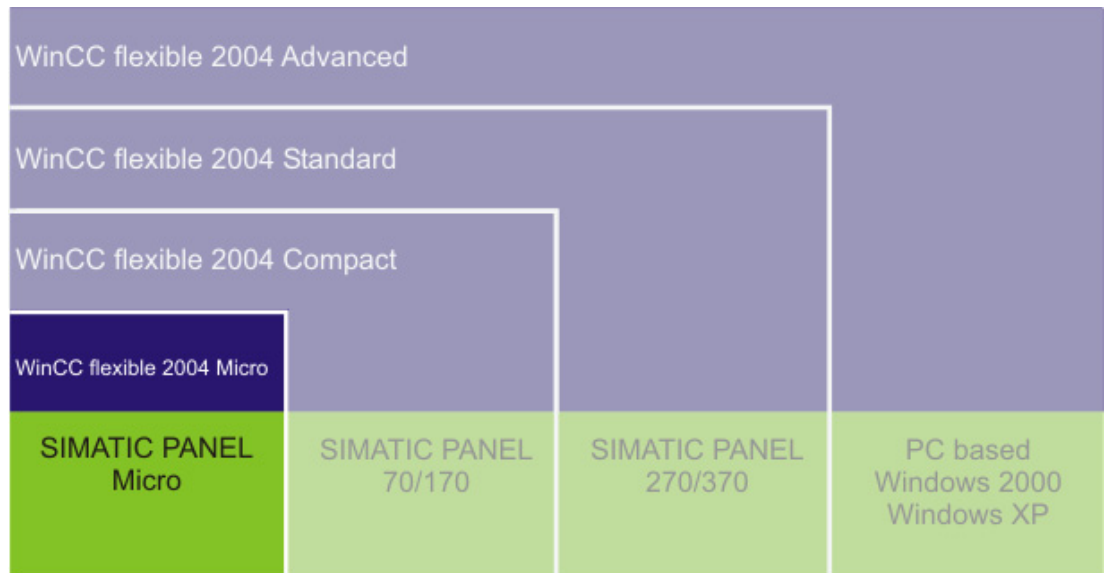 WinCC flexible 2004 Advanced
WinCC flexible 2004 Standard
WinCC flexible 2004 Compact
WinCC flexible 2004 Micro
SIMATIC PANEL
Micro
SIMATIC PANEL
70/170
SIMATIC PANEL
270/370
PC based
Windows 2000
Windows XP